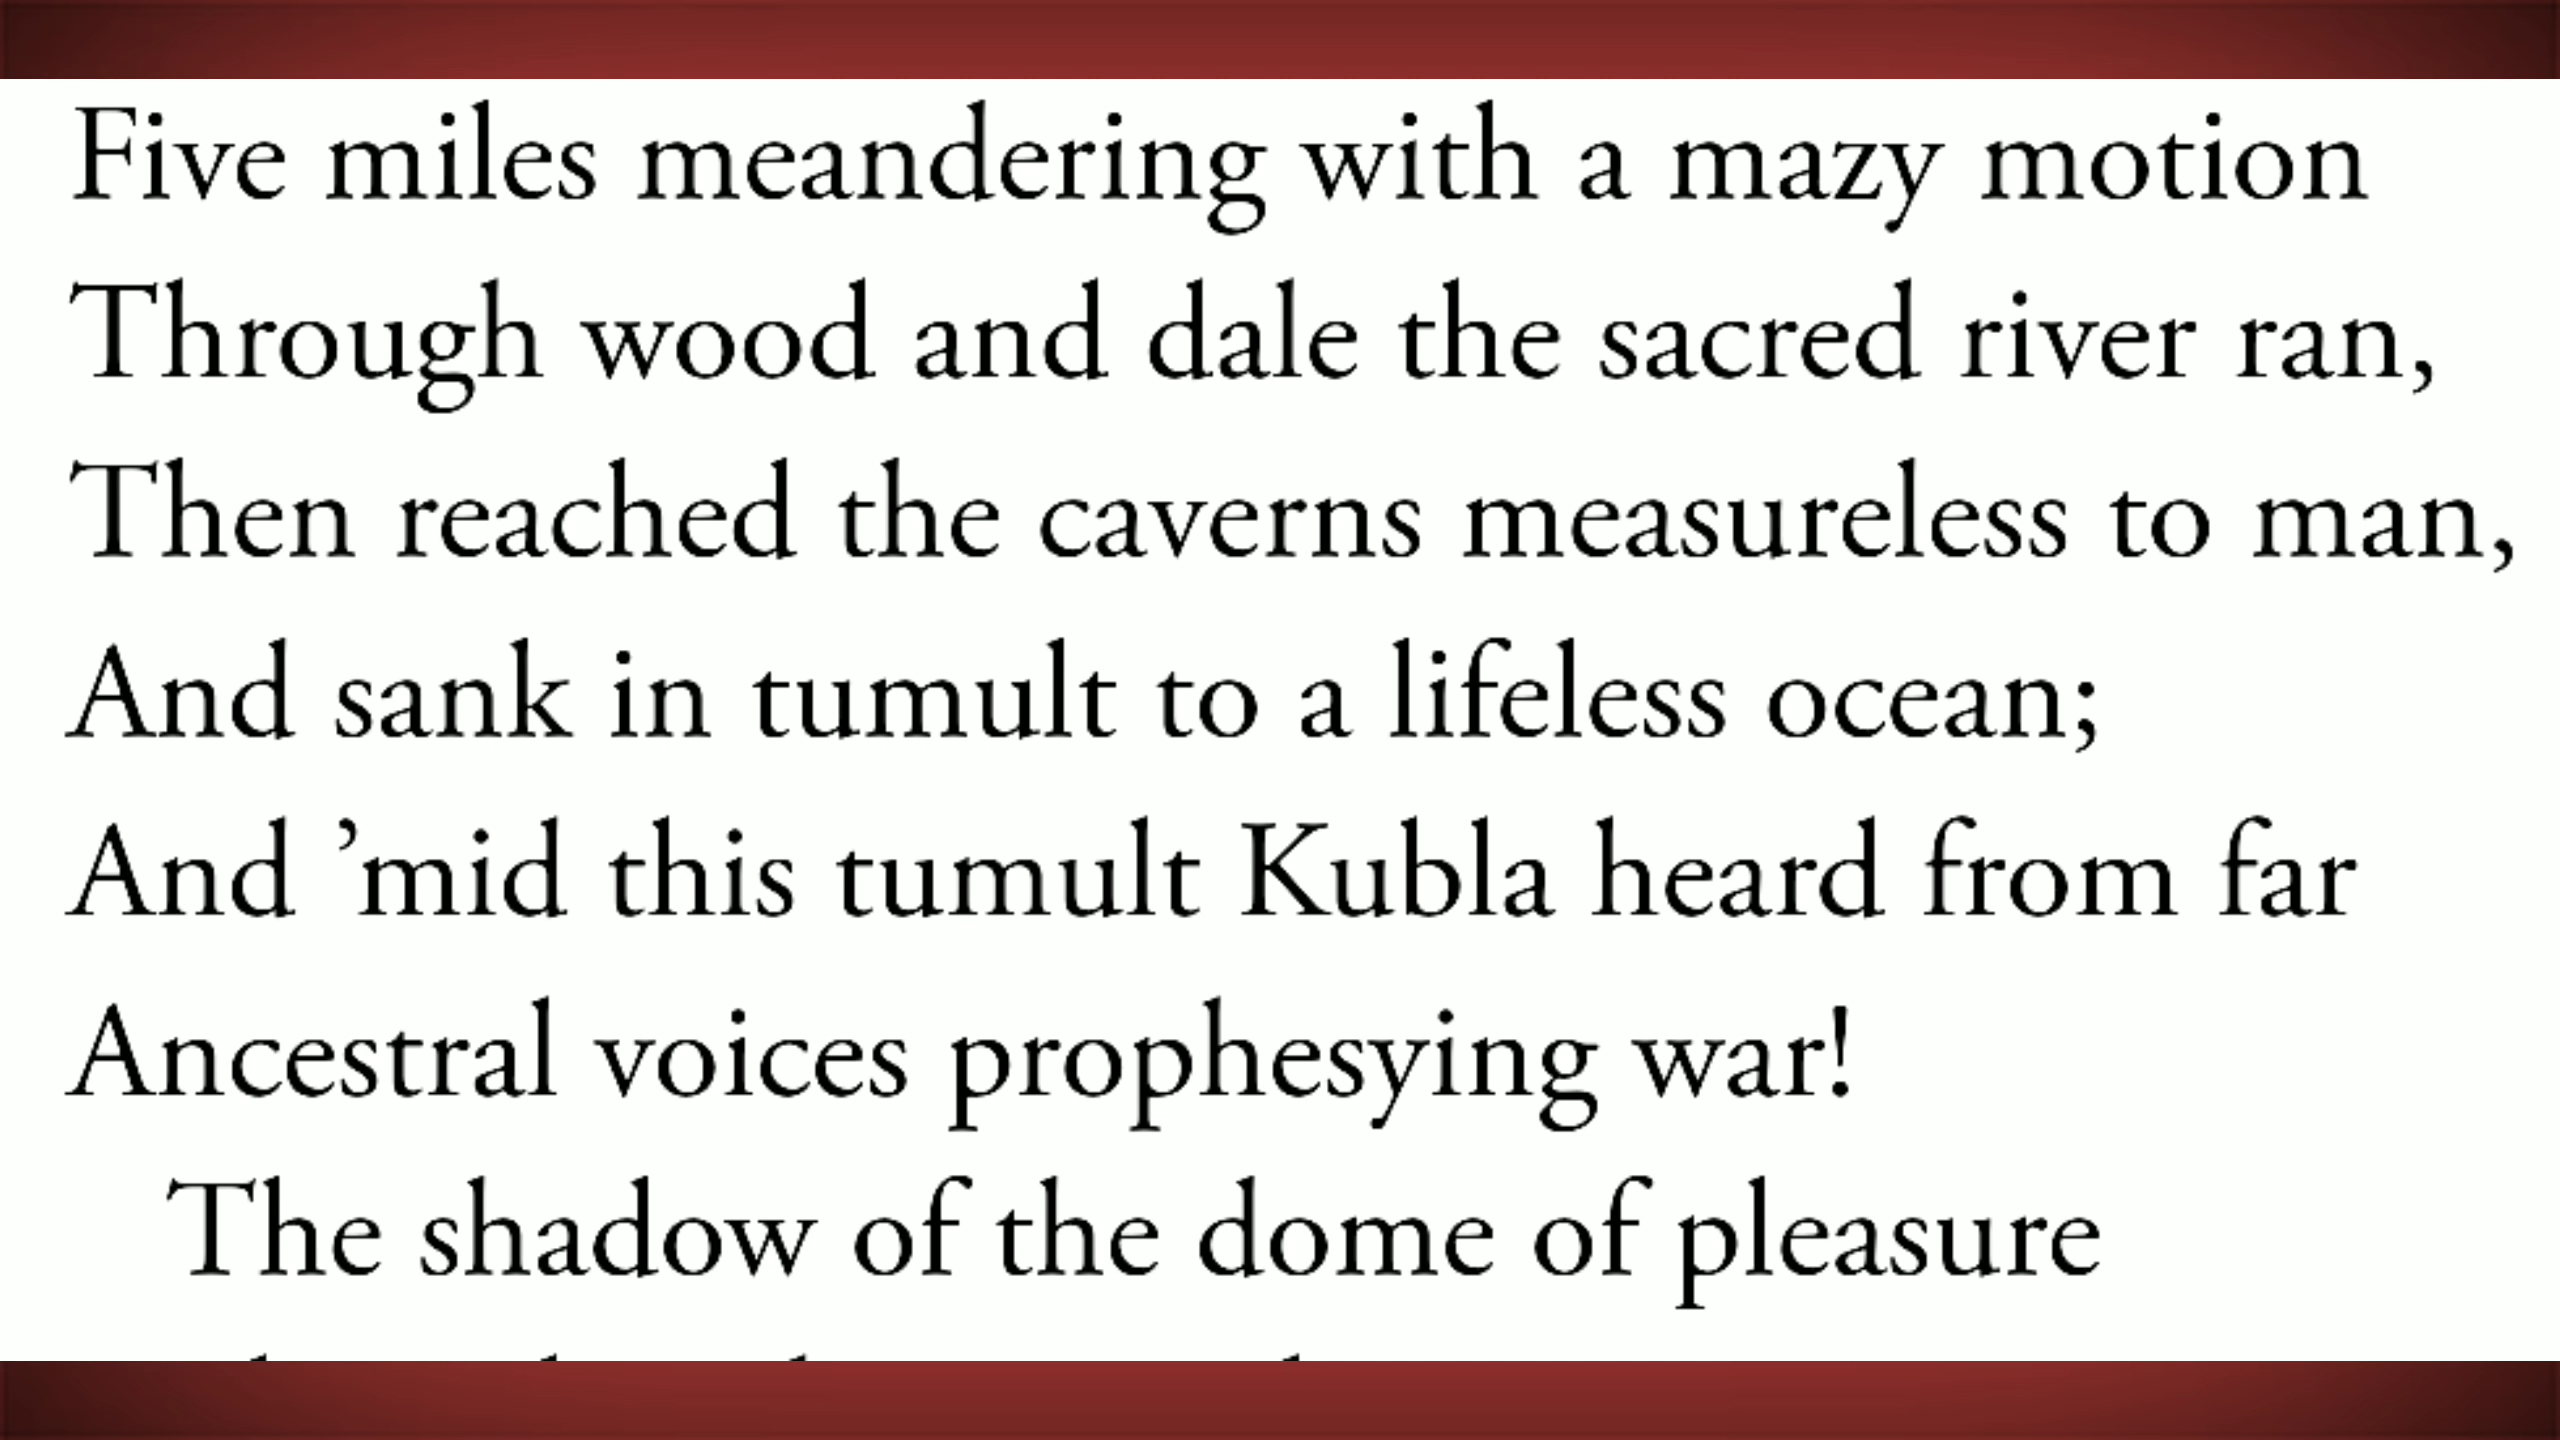 Five miles meandering with a mazy motion
Through wood and dale the sacred river ran,
Then reached the caverns measureless to man,
And sank in tumult to a lifeless ocean;
And ’mid this tumult Kubla heard from far
Ancestral voices prophesying war!
The shadow of the dome of pleasure